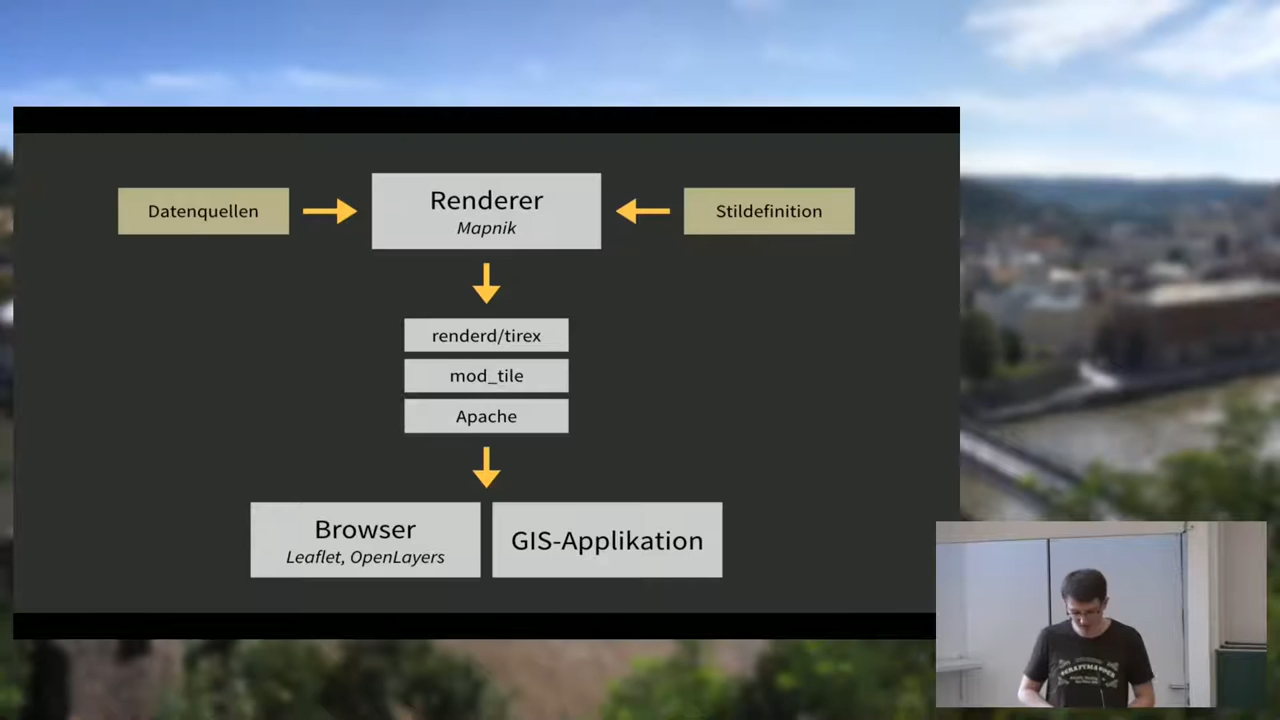 Datenquellen
Renderer
Mapnik
Stildefinition
renderd/tirex
mod_tile
Apache
Browser
Leaflet, OpenLayers
GIS-Applikation